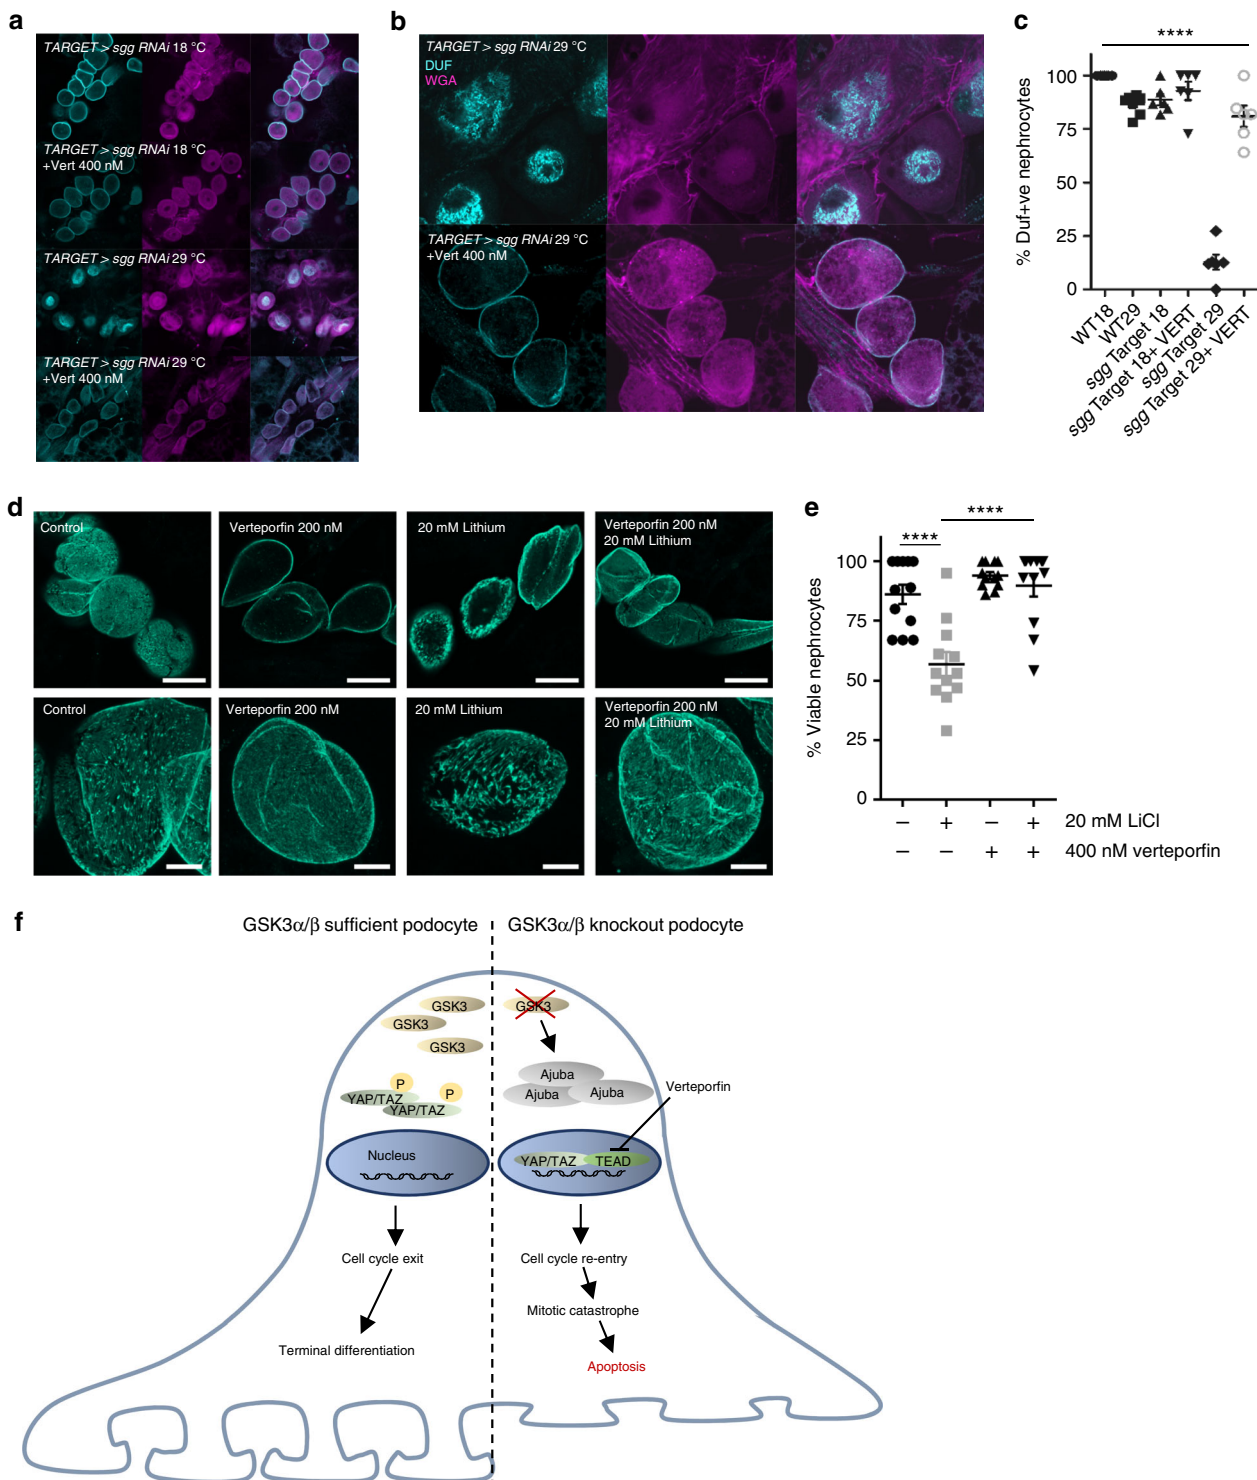 a
TARGET > sgg RNAi 18 °C
TARGET > sgg RNAi 18 °C
+Vert 400 nM
TARGET > sgg RNAi 29 °C
TARGET > sgg RNAi 29 °C
+Vert 400 nM
b
TARGET > sgg RNAi 29 °C
DUF
WGA
TARGET > sgg RNAi 29 °C
+Vert 400 nM
c
****
% Duf+ve nephrocytes
100
75
50
25
0
WT18
WT29
sgg Target 18
sgg Target 18+ VERT
sgg Target 29
sgg Target 29+ VERT
d
Control
Verteporfin 200 nM
20 mM Lithium
Verteporfin 200 nM
20 mM Lithium
Control
Verteporfin 200 nM
20 mM Lithium
Verteporfin 200 nM
20 mM Lithium
e
****
****
% Viable nephrocytes
100
75
50
25
0
– + – + 20 mM LiCl
– – + + 400 nM verteporfin
f
GSK3α/β sufficient podocyte
GSK3α/β knockout podocyte
GSK3
GSK3
GSK3
P
P
YAP/TAZ
YAP/TAZ
Nucleus
Cell cycle exit
Terminal differentiation
GSK3
Ajuba
Ajuba
Ajuba
Verteporfin
YAP/TAZ
TEAD
Cell cycle re-entry
Mitotic catastrophe
Apoptosis